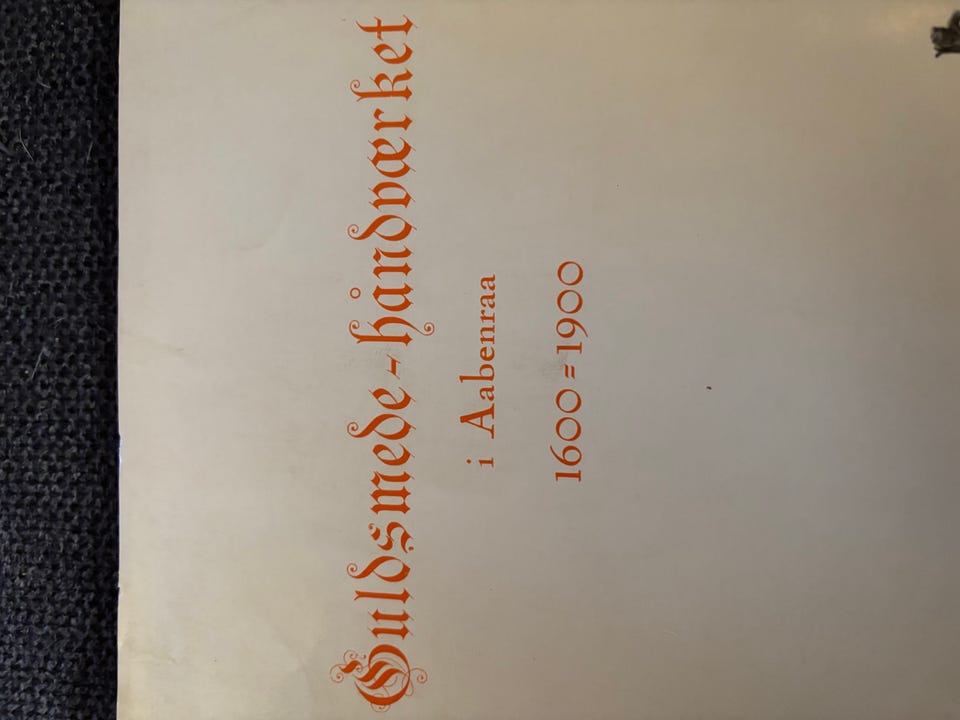 Guldsmede-håndværket
i Aabenraa
1600=1900